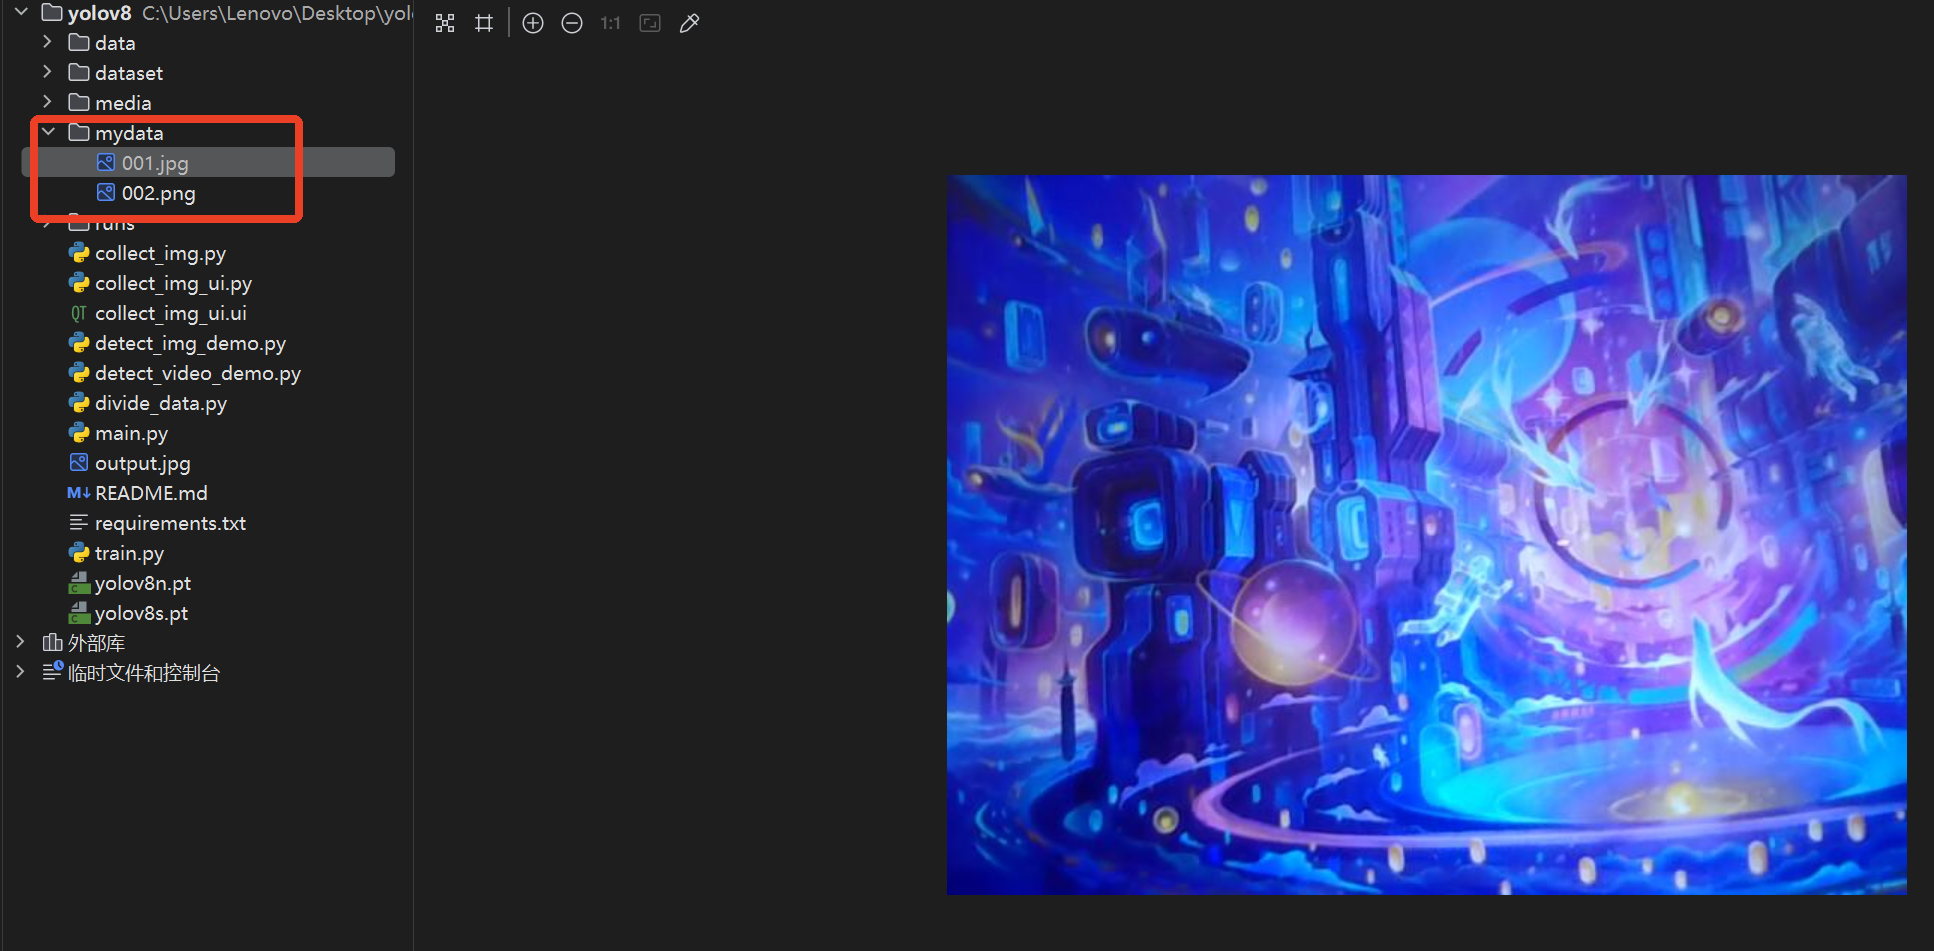 yolov8 C:\Users\Lenovo\Desktop\yol
data
dataset
media
mydata
001.jpg
002.png
runs
collect_img.py
collect_img_ui.py
QT collect_img_ui.ui
detect_img_demo.py
detect_video_demo.py
divide_data.py
main.py
output.jpg
M↓ README.md
requirements.txt
train.py
C yolov8n.pt
C yolov8s.pt
外部库
临时文件和控制台
1:1